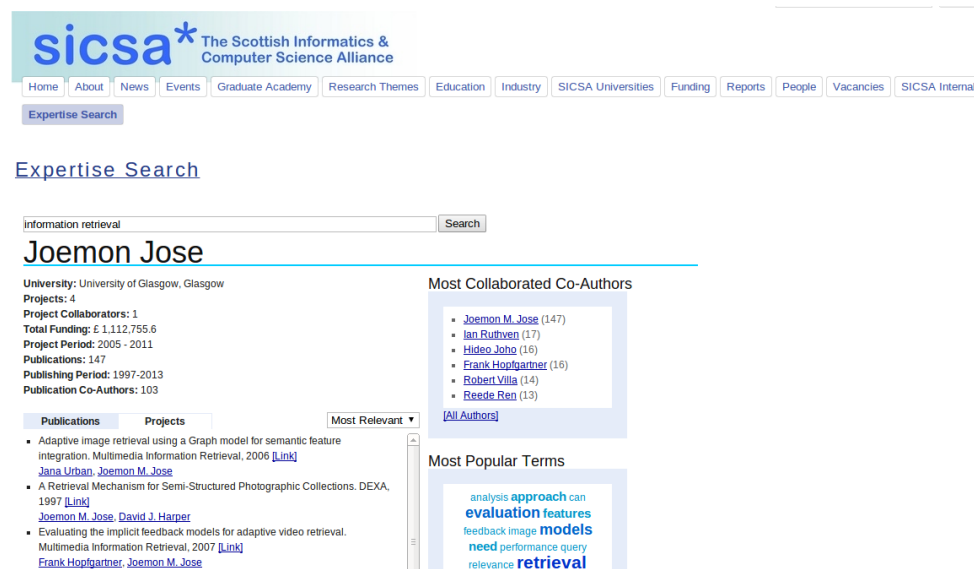 sicsa* The Scottish Informatics &
Computer Science Alliance
Home About News Events Graduate Academy Research Themes Education Industry SICSA Universities Funding Reports People Vacancies SICSA Internal
Expertise Search
Expertise Search
information retrieval Search
Joemon Jose
University: University of Glasgow, Glasgow
Projects: 4
Project Collaborators: 1
Total Funding: £ 1,112,755.6
Project Period: 2005 - 2011
Publications: 147
Publishing Period: 1997-2013
Publication Co-Authors: 103
Publications Projects Most Relevant
Adaptive image retrieval using a Graph model for semantic feature
integration. Multimedia Information Retrieval, 2006 [Link]
Jana Urban, Joemon M. Jose
A Retrieval Mechanism for Semi-Structured Photographic Collections. DEXA,
1997 [Link]
Joemon M. Jose, David J. Harper
Evaluating the implicit feedback models for adaptive video retrieval.
Multimedia Information Retrieval, 2007 [Link]
Frank Hopfgartner, Joemon M. Jose
Most Collaborated Co-Authors
Joemon M. Jose (147)
Ian Ruthven (17)
Hideo Joho (16)
Frank Hopfgartner (16)
Robert Villa (14)
Reede Ren (13)
[All Authors]
Most Popular Terms
analysis approach can
evaluation features
feedback image models
need performance query
relevance retrieval